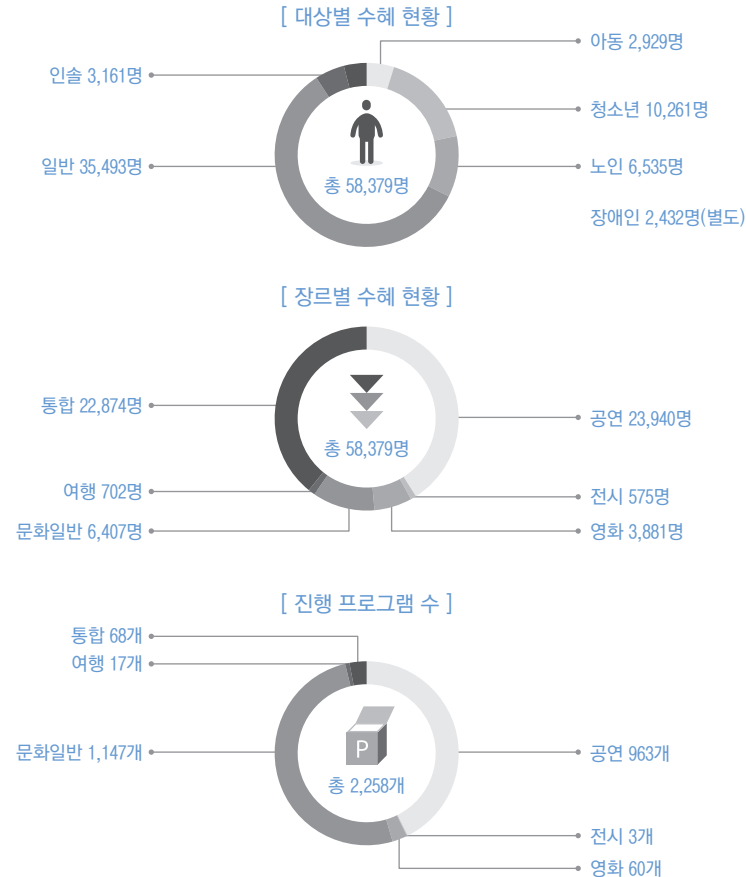 [ 대상별 수혜 현황 ]
아동 2,929명
인솔 3,161명
청소년 10,261명
일반 35,493명
노인 6,535명
총 58,379명
장애인 2,432명(별도)
[ 장르별 수혜 현황 ]
통합 22,874명
공연 23,940명
총 58,379명
여행 702명
전시 575명
문화일반 6,407명
영화 3,881명
[ 진행 프로그램 수 ]
통합 68개
여행 17개
P
문화일반 1,147개
공연 963개
총 2,258개
전시 3개
영화 60개